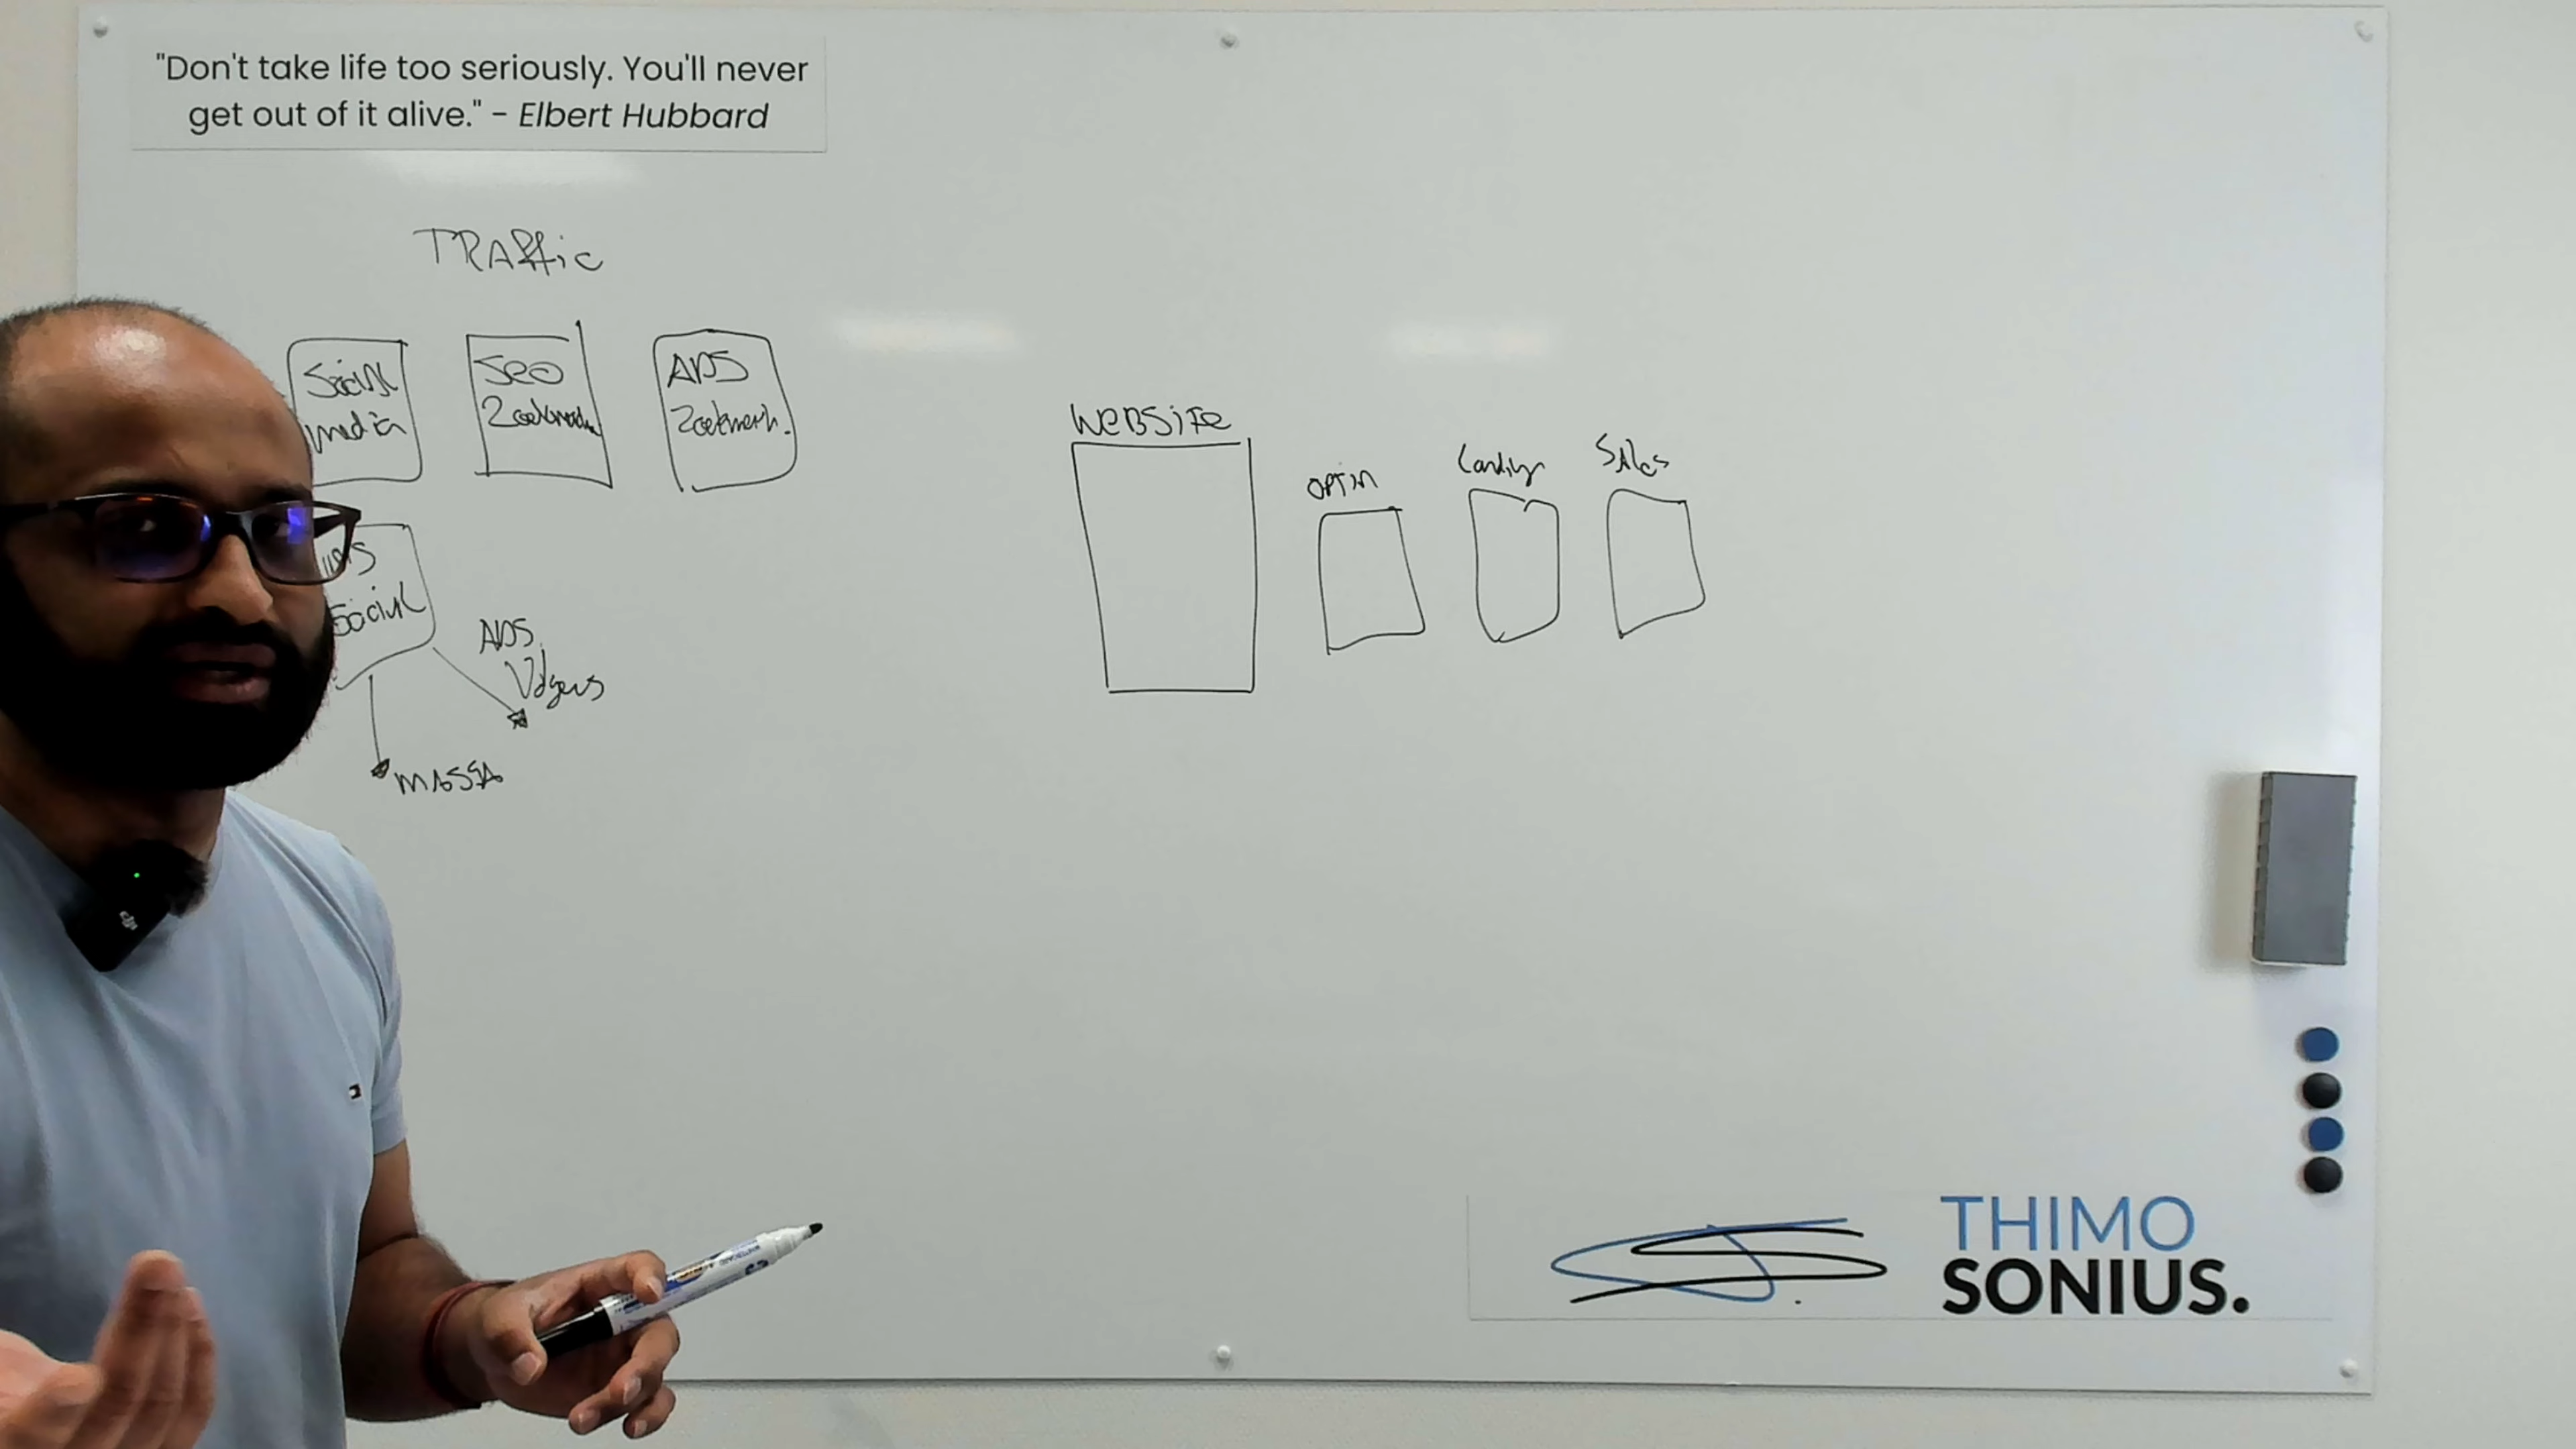 "Don't take life too seriously. You'll never
get out of it alive." - Elbert Hubbard
TRAffic
Social
media
Seo
ADS
Social
ADS
MASSA
WEBSiTe
OPTin
Landing
SAles
THIMO
SONIUS.